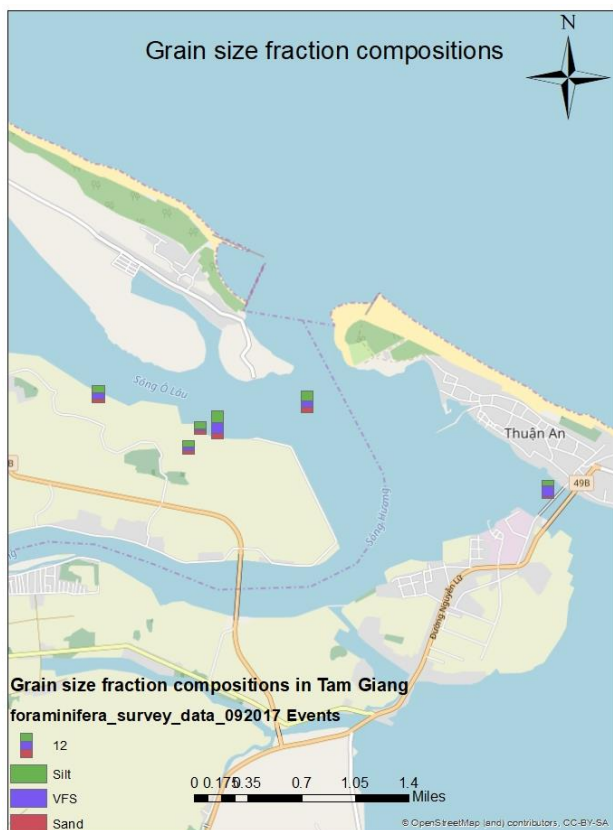 Grain size fraction compositions
N
Sông Ô Lâu
Thuận An
49B
B
Sông Hương
Đường Nguyễn Lữ
Grain size fraction compositions in Tam Giang
foraminifera_survey_data_092017 Events
12
Silt
VFS
Sand
0 0.175 0.35 0.7 1.05 1.4
Miles
© OpenStreetMap (and) contributors, CC-BY-SA